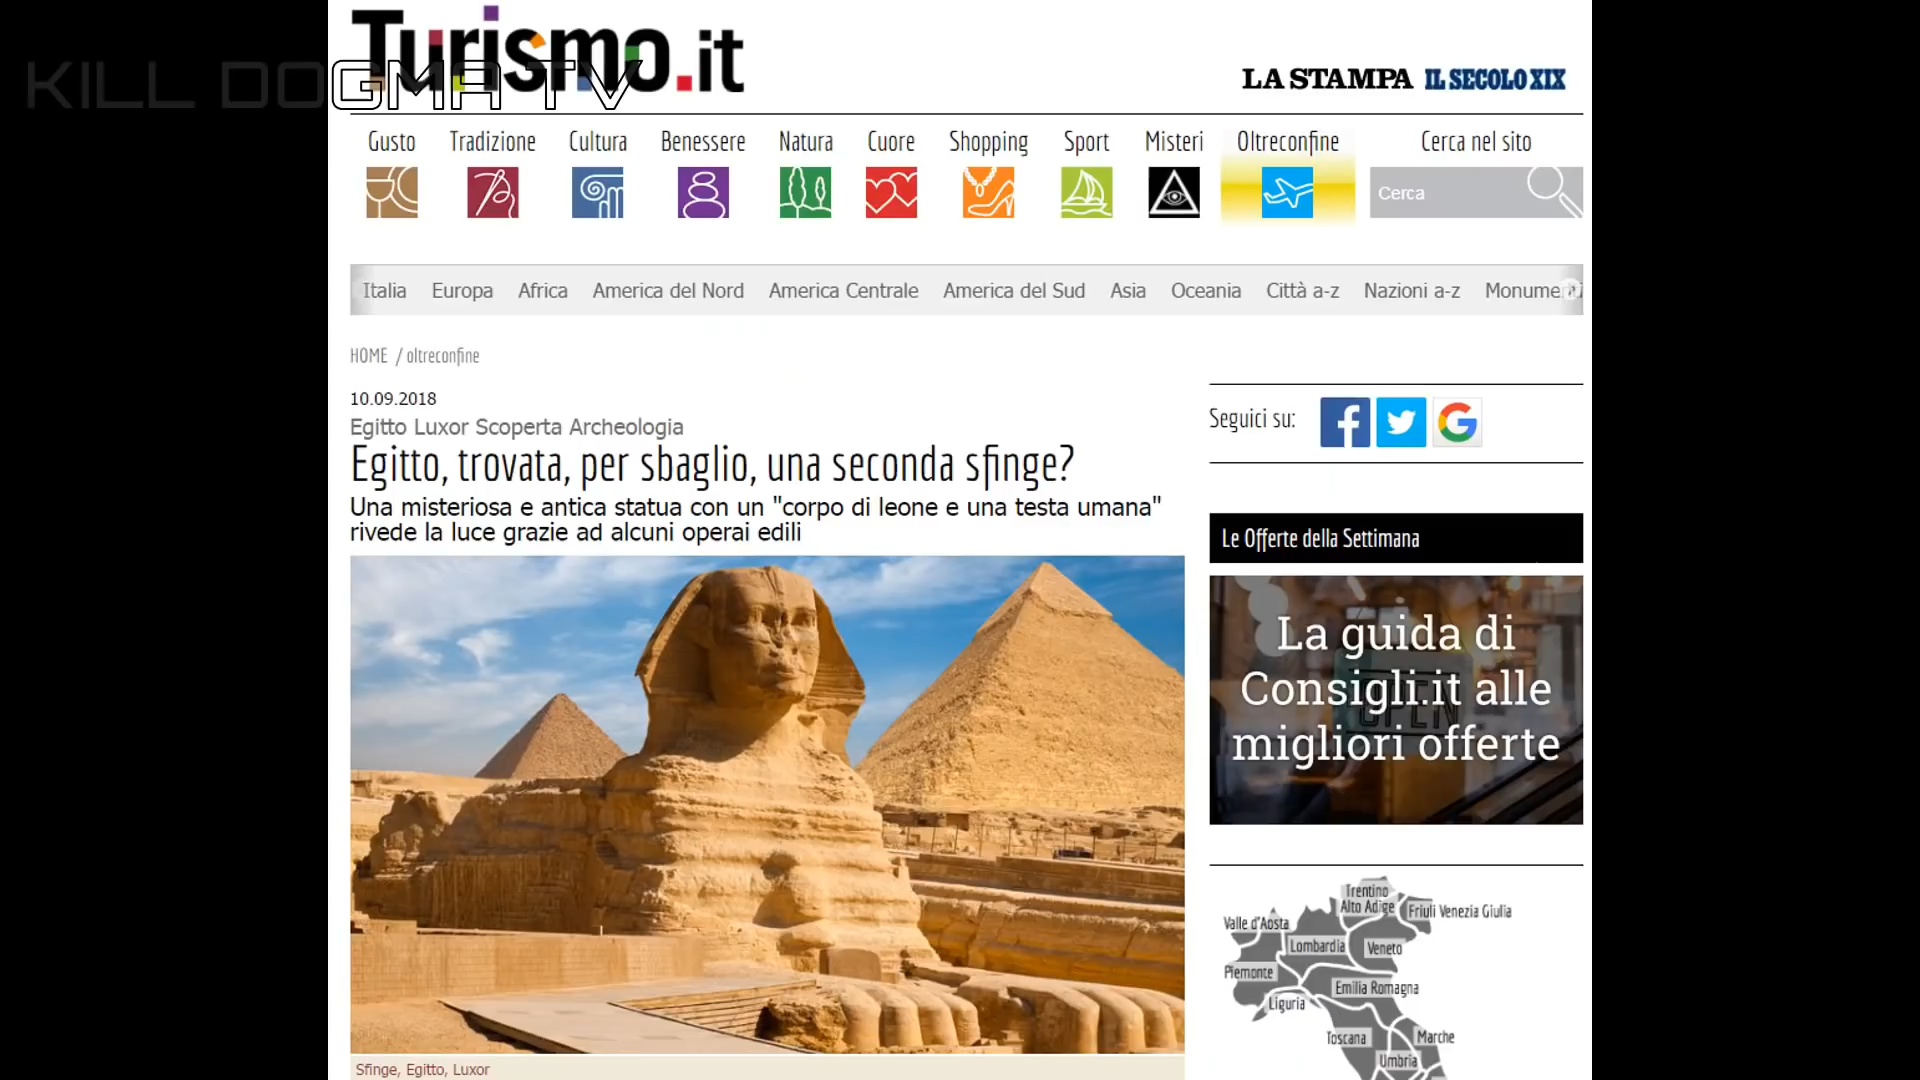 KILL DOGMA TV
Turismo.it
LA STAMPA IL SECOLO XIX
Gusto Tradizione Cultura Benessere Natura Cuore Shopping Sport Misteri Oltreconfine Cerca nel sito
Cerca
Italia Europa Africa America del Nord America Centrale America del Sud Asia Oceania Città a-z Nazioni a-z
HOME / oltreconfine
10.09.2018
Egitto Luxor Scoperta Archeologia
Egitto, trovata, per sbaglio, una seconda sfinge?
Una misteriosa e antica statua con un "corpo di leone e una testa umana"
rivede la luce grazie ad alcuni operai edili
Sfinge, Egitto, Luxor
Seguici su:
Le Offerte della Settimana
La guida di
Consigli.it alle
migliori offerte
OPEN
Trentino
Alto Adige
Friuli Venezia Giulia
Valle d'Aosta
Lombardia
Veneto
Piemonte
Emilia Romagna
Liguria
Toscana
Marche
Umbria